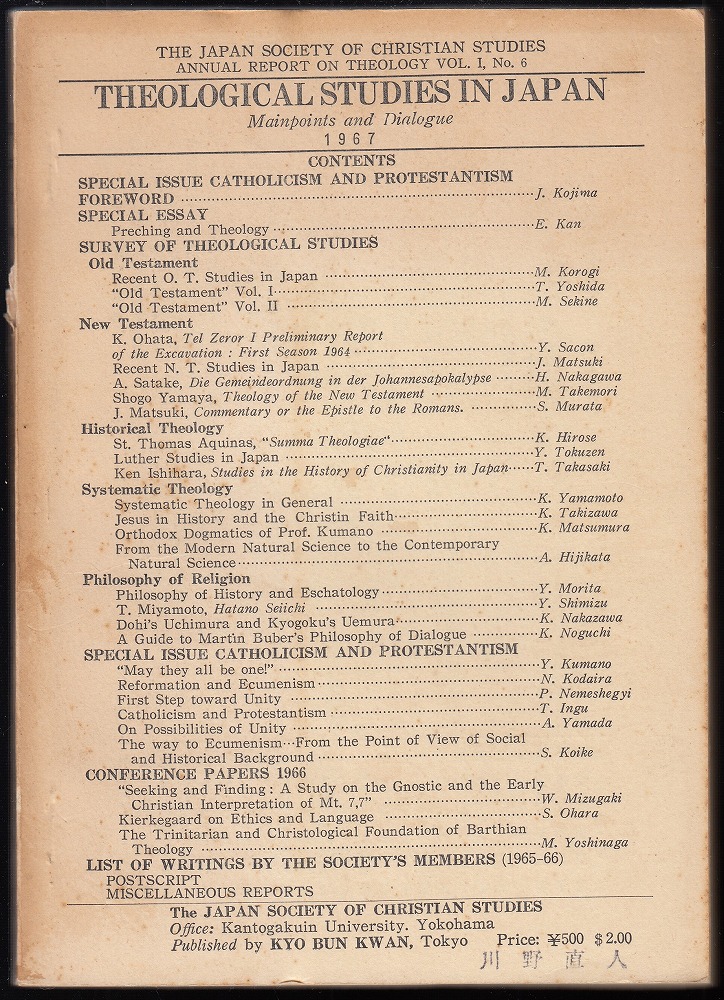 THE JAPAN SOCIETY OF CHRISTIAN STUDIES
ANNUAL REPORT ON THEOLOGY VOL. I, No. 6
THEOLOGICAL STUDIES IN JAPAN
Mainpoints and Dialogue
1967
CONTENTS
SPECIAL ISSUE CATHOLICISM AND PROTESTANTISM
FOREWORD ⋯⋯ J. Kojima
SPECIAL ESSAY
Preching and Theology ⋯⋯ E. Kan
SURVEY OF THEOLOGICAL STUDIES
Old Testament
Recent O. T. Studies in Japan ⋯⋯ M. Korogi
“Old Testament” Vol. I ⋯⋯ T. Yoshida
“Old Testament” Vol. II ⋯⋯ M. Sekine
New Testament
K. Ohata, Tel Zeror I Preliminary Report
of the Excavation : First Season 1964 ⋯⋯ Y. Sacon
Recent N. T. Studies in Japan ⋯⋯ J. Matsuki
A. Satake, Die Gemeindeordnung in der Johannesapokalypse ⋯⋯ H. Nakagawa
Shogo Yamaya, Theology of the New Testament ⋯⋯ M. Takemori
J. Matsuki, Commentary or the Epistle to the Romans. ⋯⋯ S. Murata
Historical Theology
St. Thomas Aquinas, “Summa Theologiae“ ⋯⋯ K. Hirose
Luther Studies in Japan ⋯⋯ Y. Tokuzen
Ken Ishihara, Studies in the History of Christianity in Japan ⋯⋯ T. Takasaki
Systematic Theology
Systematic Theology in General ⋯⋯ K. Yamamoto
Jesus in History and the Christin Faith ⋯⋯ K. Takizawa
Orthodox Dogmatics of Prof. Kumano ⋯⋯ K. Matsumura
From the Modern Natural Science to the Contemporary
Natural Science ⋯⋯ A. Hijikata
Philosophy of Religion
Philosophy of History and Eschatology ⋯⋯ Y. Morita
T. Miyamoto, Hatano Seiichi ⋯⋯ Y. Shimizu
Dohi's Uchimura and Kyogoku's Uemura ⋯⋯ K. Nakazawa
A Guide to Martin Buber's Philosophy of Dialogue ⋯⋯ K. Noguchi
SPECIAL ISSUE CATHOLICISM AND PROTESTANTISM
“May they all be one!” ⋯⋯ Y. Kumano
Reformation and Ecumenism ⋯⋯ N. Kodaira
First Step toward Unity ⋯⋯ P. Nemeshegyi
Catholicism and Protestantism ⋯⋯ T. Ingu
On Possibilities of Unity ⋯⋯ A. Yamada
The way to Ecumenism⋯From the Point of View of Social
and Historical Background ⋯⋯ S. Koike
CONFERENCE PAPERS 1966
“Seeking and Finding : A Study on the Gnostic and the Early
Christian Interpretation of Mt. 7,7” ⋯⋯ W. Mizugaki
Kierkegaard on Ethics and Language ⋯⋯ S. Ohara
The Trinitarian and Christological Foundation of Barthian
Theology ⋯⋯ M. Yoshinaga
LIST OF WRITINGS BY THE SOCIETY'S MEMBERS (1965-66)
POSTSCRIPT
MISCELLANEOUS REPORTS
The JAPAN SOCIETY OF CHRISTIAN STUDIES
Office: Kantogakuin University. Yokohama
Published by KYO BUN KWAN, Tokyo Price: ¥500 $2.00
川野直人